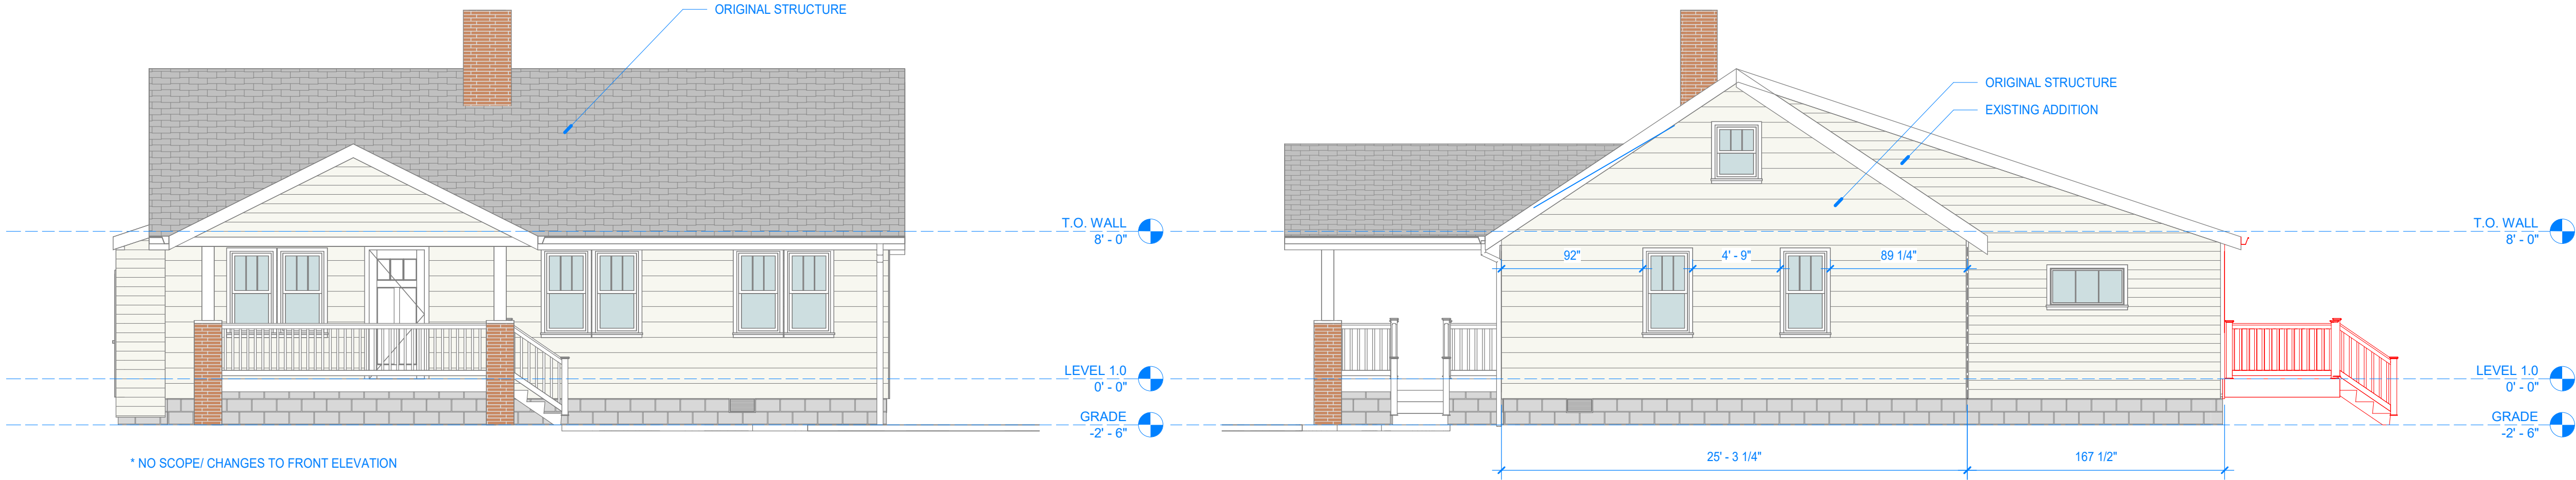 ORIGINAL STRUCTURE
T.O. WALL
8' - 0"
LEVEL 1.0
0' - 0"
GRADE
-2' - 6"
* NO SCOPE/ CHANGES TO FRONT ELEVATION
ORIGINAL STRUCTURE
EXISTING ADDITION
92"
4' - 9"
89 1/4"
25' - 3 1/4"
167 1/2"
T.O. WALL
8' - 0"
LEVEL 1.0
0' - 0"
GRADE
-2' - 6"